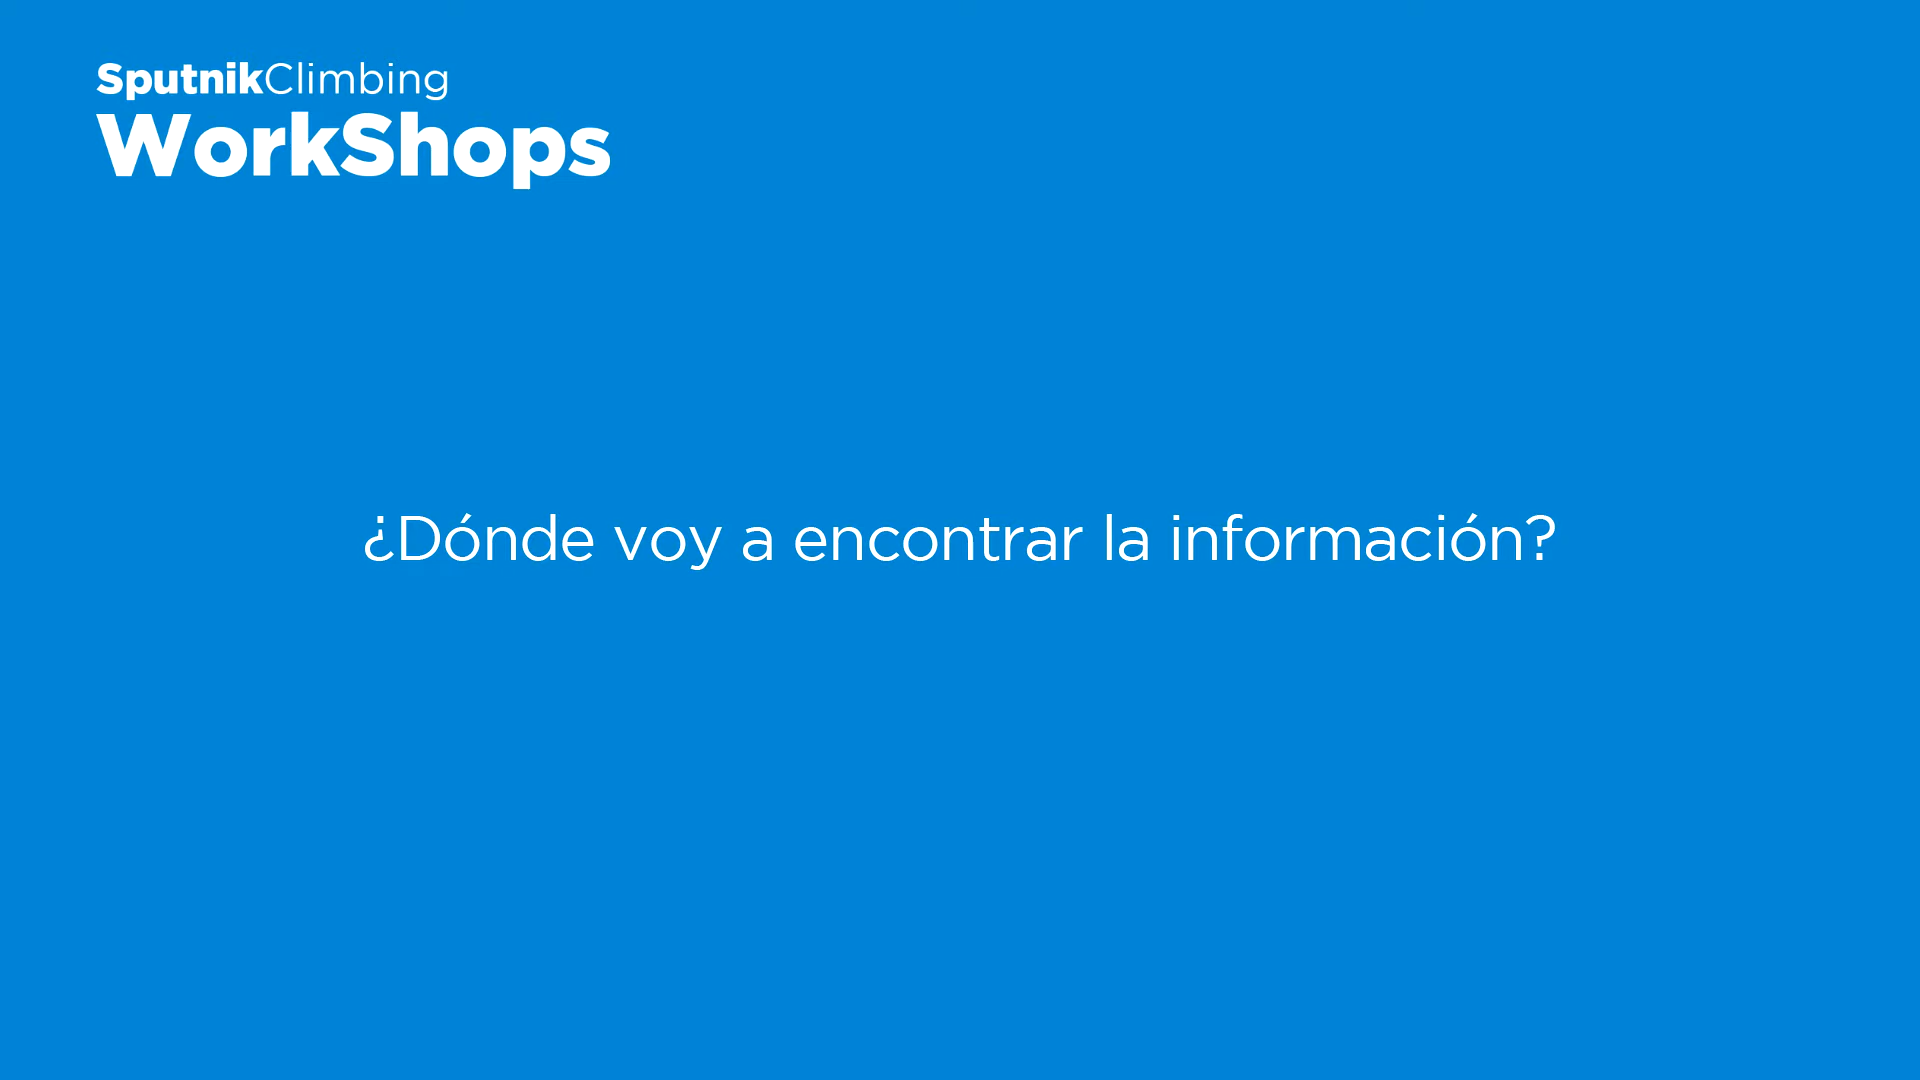 SputnikClimbing
WorkShops
¿Dónde voy a encontrar la información?